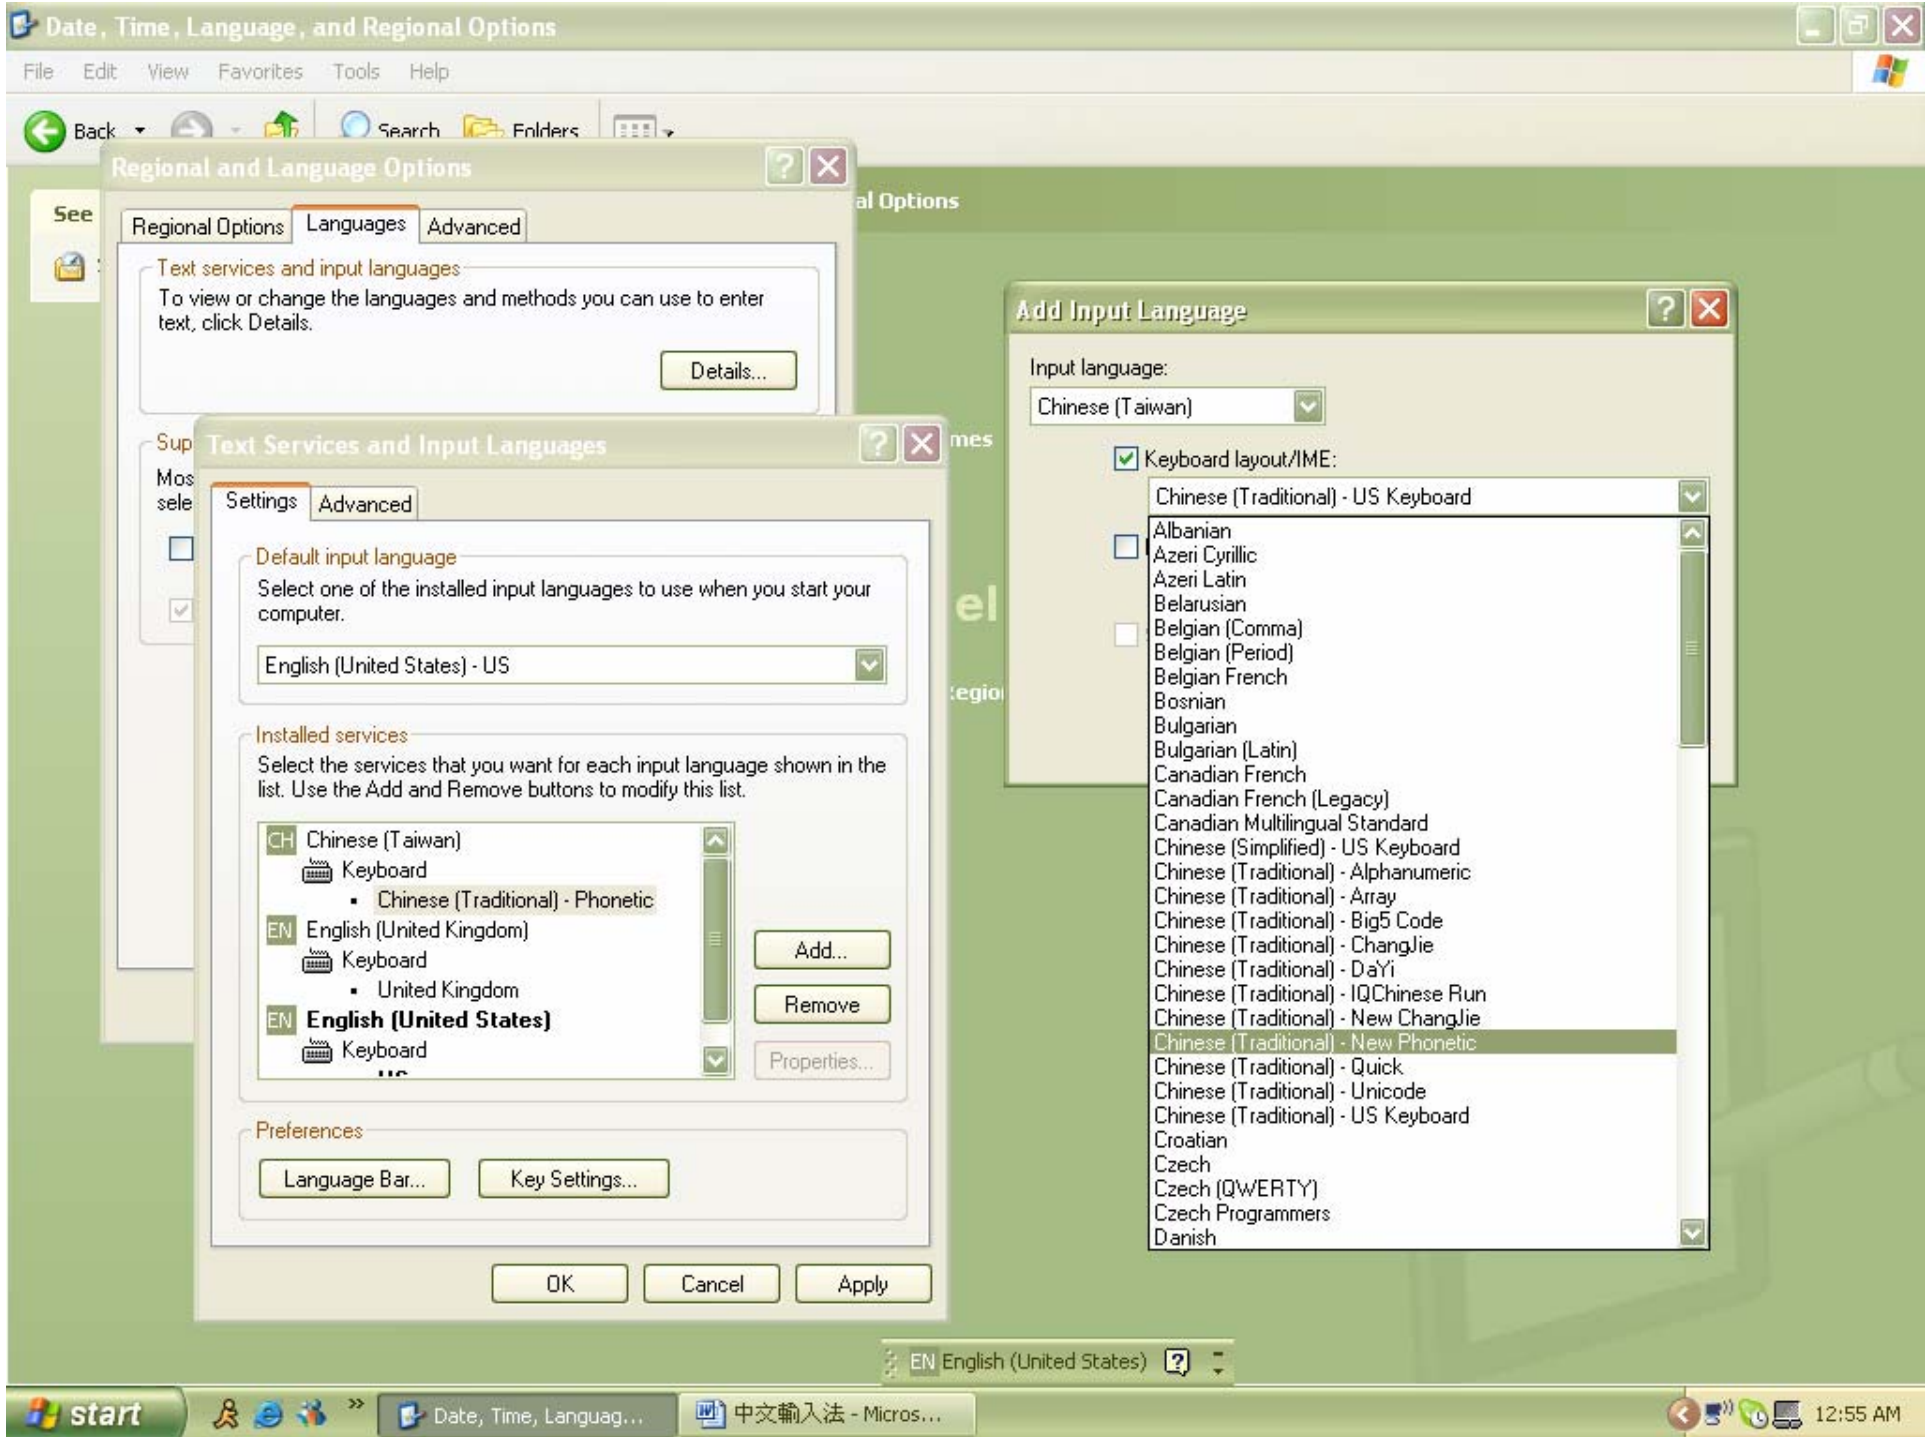 Date, Time, Language, and Regional Options
File Edit View Favorites Tools Help
Back Search Folders
Regional and Language Options
See
al Options
Regional Options Languages Advanced
Text services and input languages
To view or change the languages and methods you can use to enter
text, click Details.
Details...
Sup
Mos
sele
mes
el
Text Services and Input Languages
Settings Advanced
Default input language
Select one of the installed input languages to use when you start your
computer.
English (United States) - US
Installed services
Select the services that you want for each input language shown in the
list. Use the Add and Remove buttons to modify this list.
CH Chinese (Taiwan)
Keyboard
Chinese (Traditional) - Phonetic
EN English (United Kingdom)
Keyboard
United Kingdom
EN English (United States)
Keyboard
US
Add...
Remove
Properties...
Preferences
Language Bar... Key Settings...
OK Cancel Apply
Add Input Language
Input language:
Chinese (Taiwan)
Keyboard layout/IME:
Chinese (Traditional) - US Keyboard
Albanian
Azeri Cyrillic
Azeri Latin
Belarusian
Belgian (Comma)
Belgian (Period)
Belgian French
Bosnian
Bulgarian
Bulgarian (Latin)
Canadian French
Canadian French (Legacy)
Canadian Multilingual Standard
Chinese (Simplified) - US Keyboard
Chinese (Traditional) - Alphanumeric
Chinese (Traditional) - Array
Chinese (Traditional) - Big5 Code
Chinese (Traditional) - ChangJie
Chinese (Traditional) - DaYi
Chinese (Traditional) - IQChinese Run
Chinese (Traditional) - New ChangJie
Chinese (Traditional) - New Phonetic
Chinese (Traditional) - Quick
Chinese (Traditional) - Unicode
Chinese (Traditional) - US Keyboard
Croatian
Czech
Czech (QWERTY)
Czech Programmers
Danish
EN English (United States)
start Date, Time, Languag... 中文輸入法 - Micros... 12:55 AM